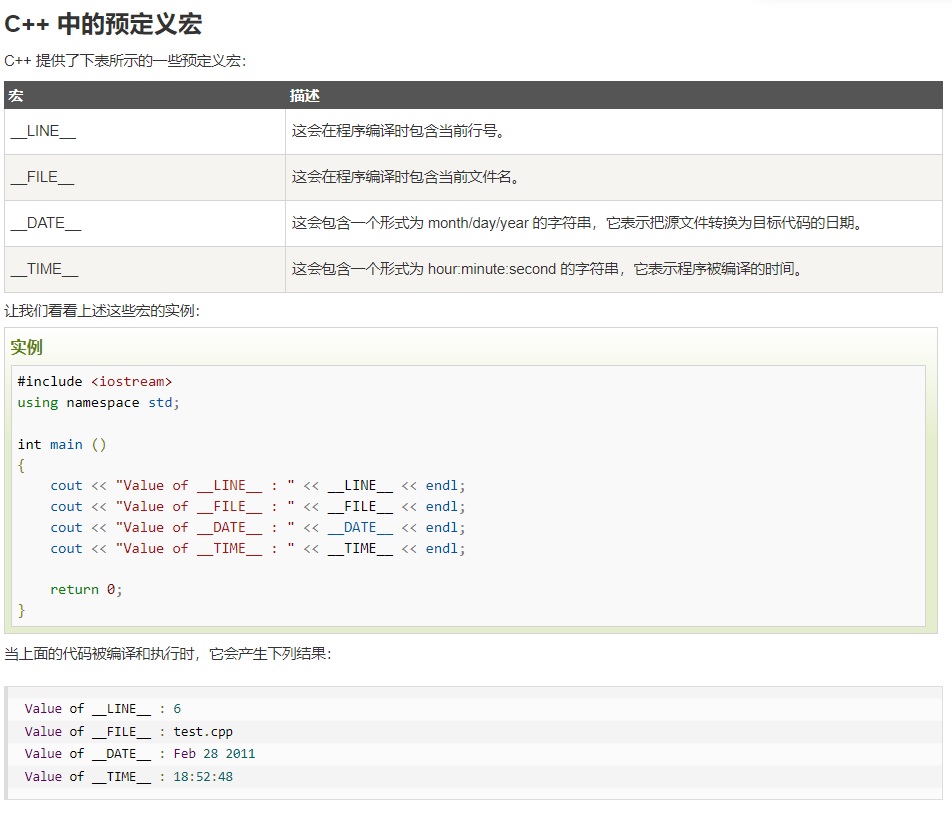 C++ 中的预定义宏
C++ 提供了下表所示的一些预定义宏：
宏 描述
__LINE__ 这会在程序编译时包含当前行号。
__FILE__ 这会在程序编译时包含当前文件名。
__DATE__ 这会包含一个形式为 month/day/year 的字符串，它表示把源文件转换为目标代码的日期。
__TIME__ 这会包含一个形式为 hour:minute:second 的字符串，它表示程序被编译的时间。
让我们看看上述这些宏的实例：
实例
#include <iostream>
using namespace std;
int main ()
{
    cout << "Value of __LINE__ : " << __LINE__ << endl;
    cout << "Value of __FILE__ : " << __FILE__ << endl;
    cout << "Value of __DATE__ : " << __DATE__ << endl;
    cout << "Value of __TIME__ : " << __TIME__ << endl;
    return 0;
}
当上面的代码被编译和执行时，它会产生下列结果：
Value of __LINE__ : 6
Value of __FILE__ : test.cpp
Value of __DATE__ : Feb 28 2011
Value of __TIME__ : 18:52:48